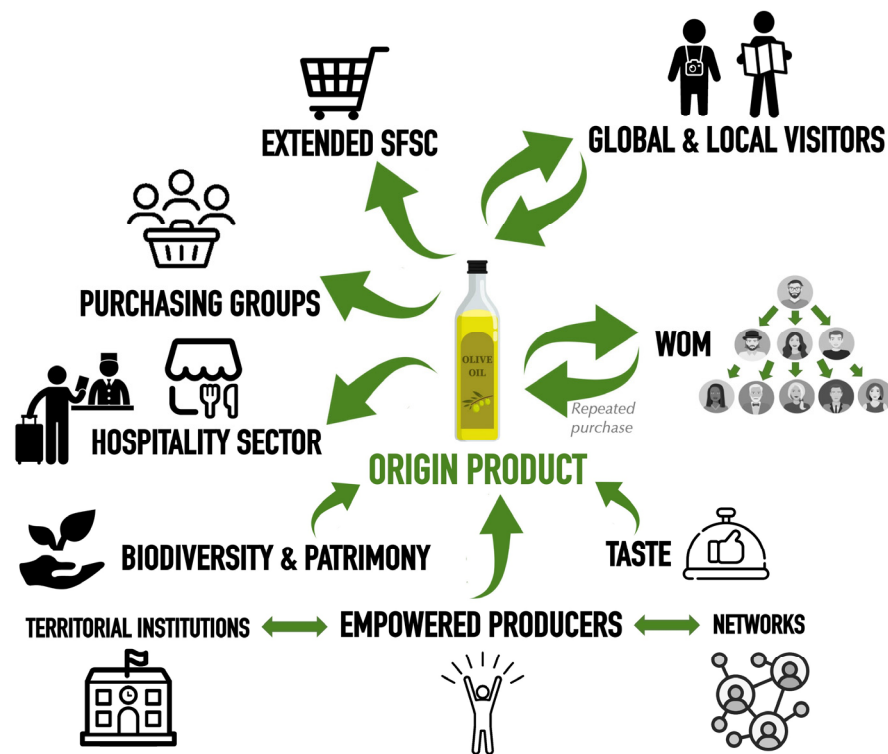 EXTENDED SFSC
GLOBAL & LOCAL VISITORS
PURCHASING GROUPS
WOM
OLIVE
OIL
Repeated
purchase
HOSPITALITY SECTOR
ORIGIN PRODUCT
BIODIVERSITY & PATRIMONY
TASTE
TERRITORIAL INSTITUTIONS
EMPOWERED PRODUCERS
NETWORKS